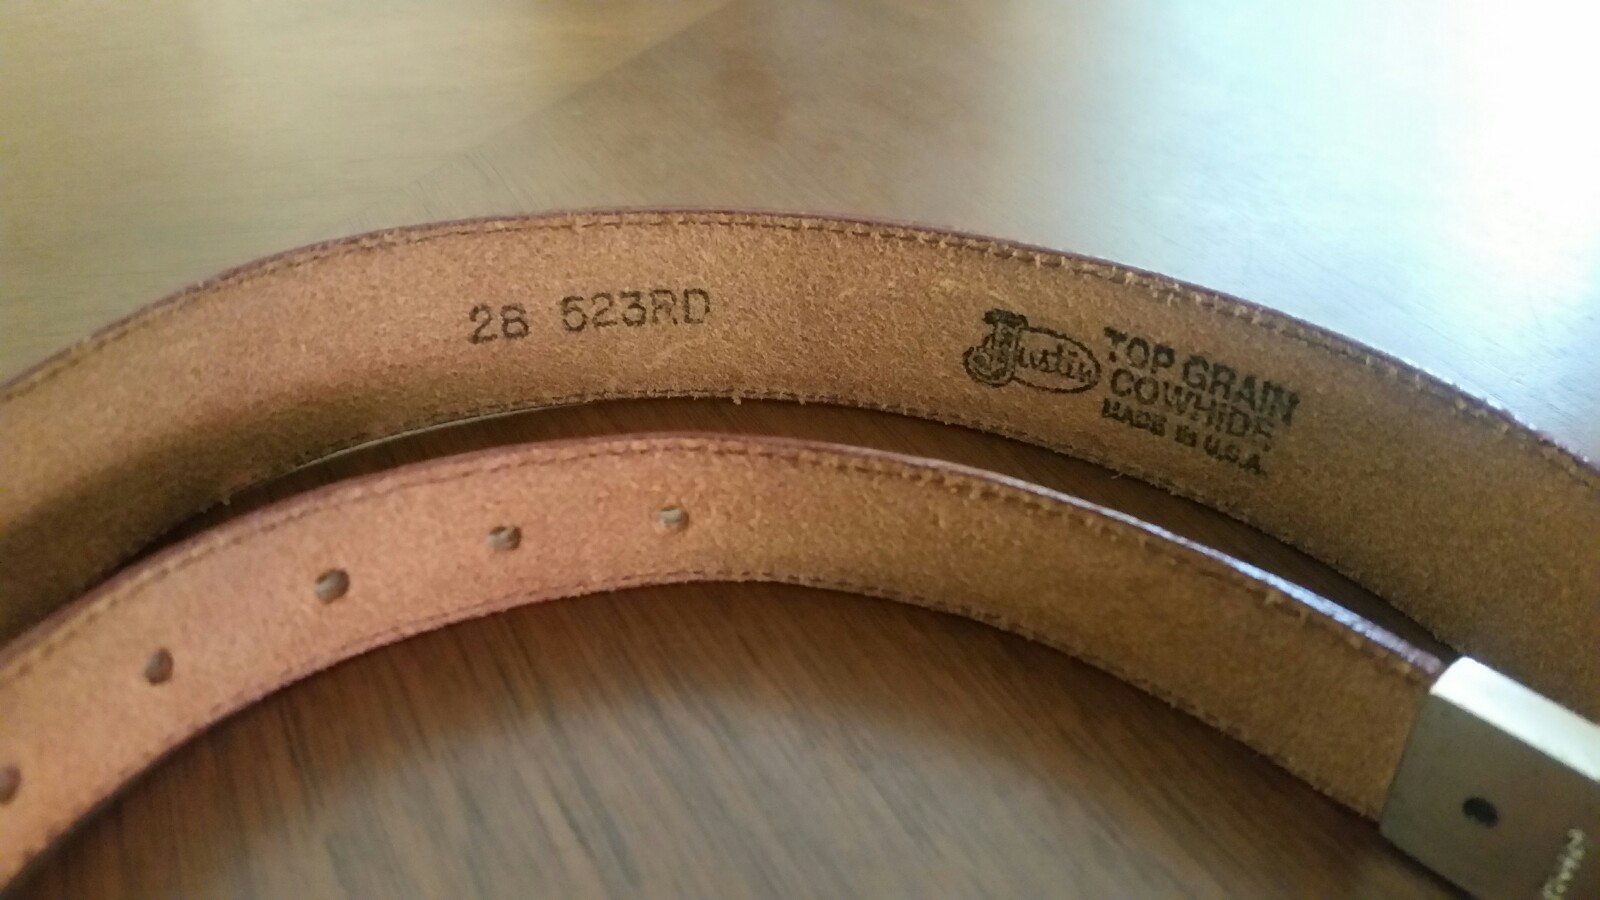 28 523RD
Justin
TOP GRAIN
COWHIDE
MADE IN U.S.A.